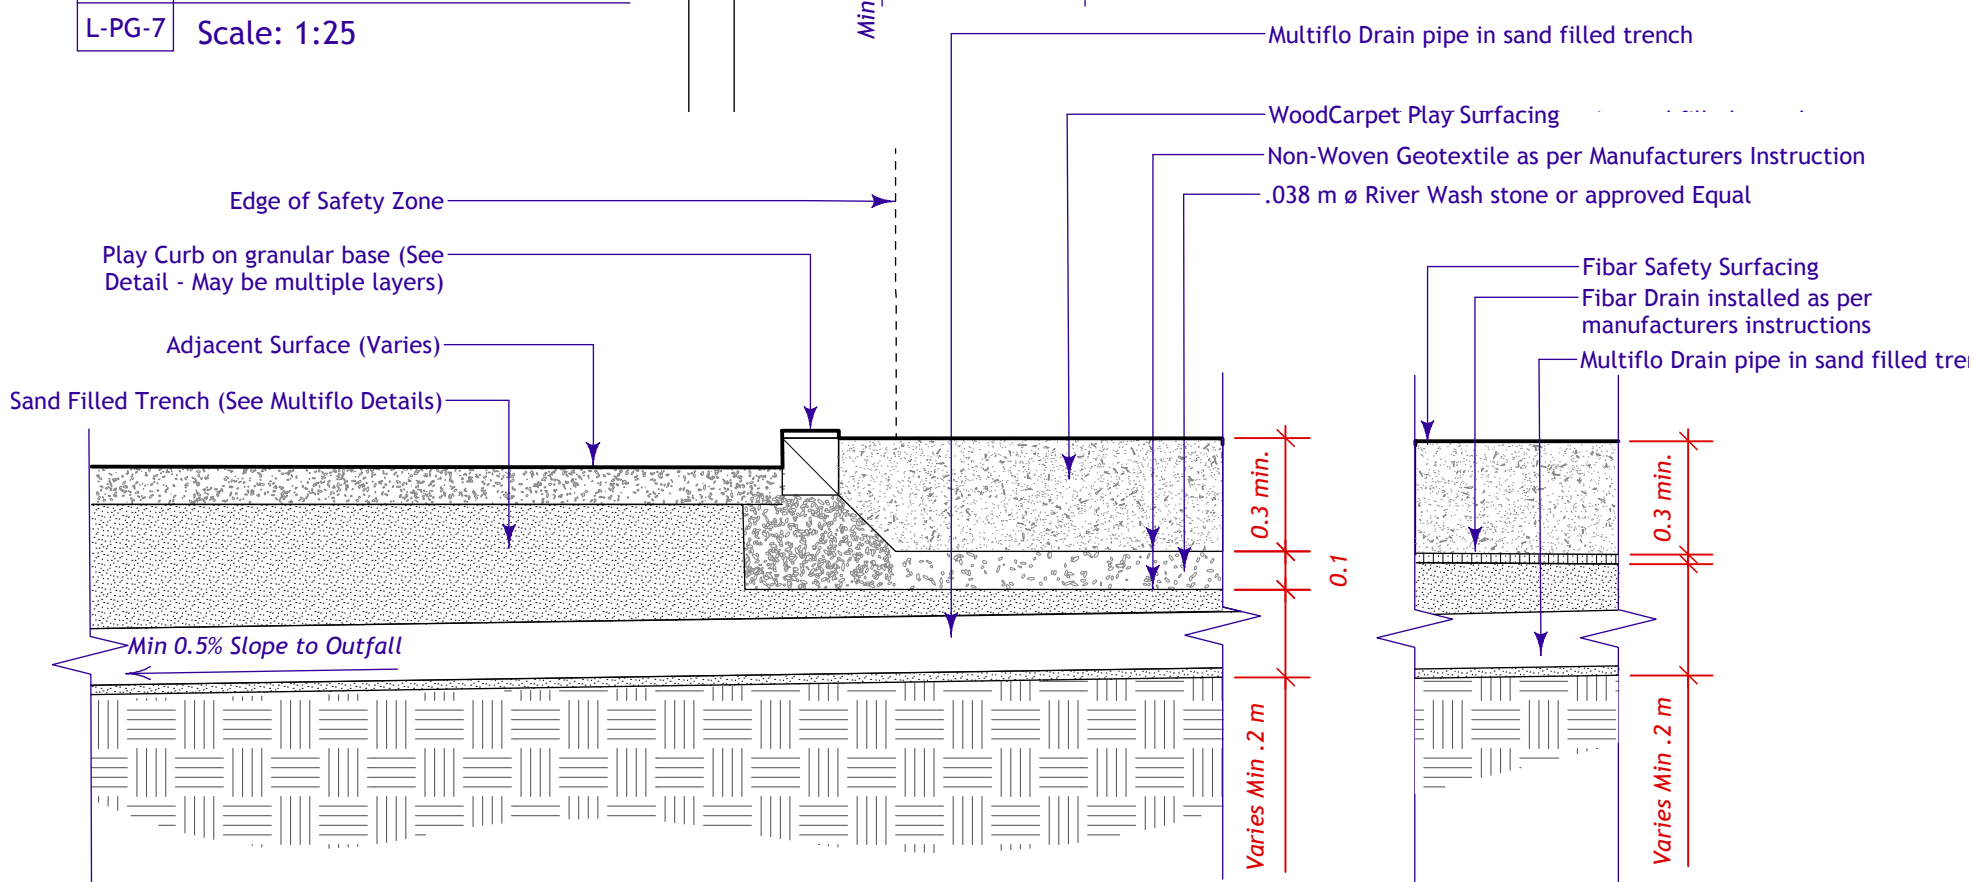 L-PG-7
Scale: 1:25
Min
Multiflo Drain pipe in sand filled trench
WoodCarpet Play Surfacing
Non-Woven Geotextile as per Manufacturers Instruction
.038 m ø River Wash stone or approved Equal
Edge of Safety Zone
Play Curb on granular base (See
Detail - May be multiple layers)
Adjacent Surface (Varies)
Sand Filled Trench (See Multiflo Details)
Fibar Safety Surfacing
Fibar Drain installed as per
manufacturers instructions
Multiflo Drain pipe in sand filled tre
Min 0.5% Slope to Outfall
0.3 min.
0.1
Varies Min .2 m
0.3 min.
Varies Min .2 m